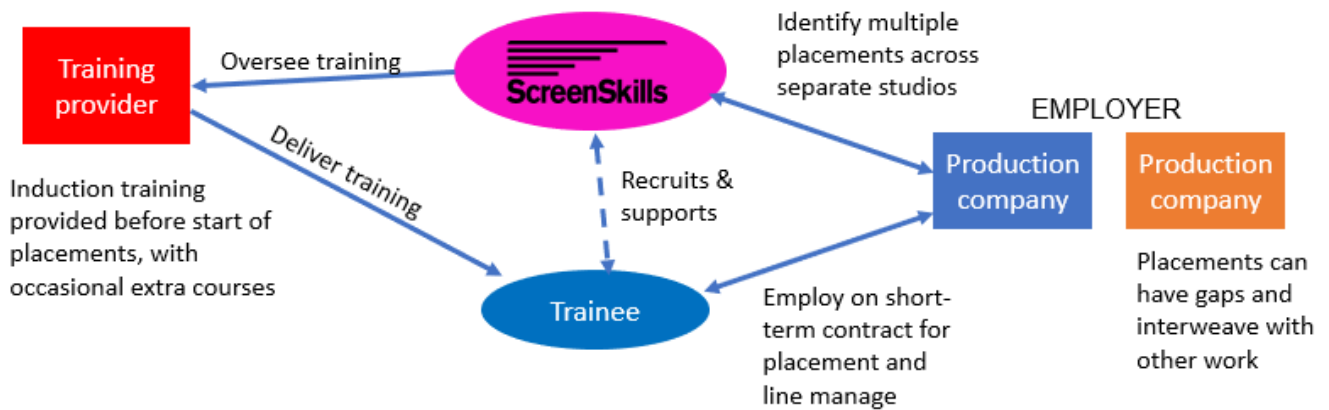 Training
provider
Oversee training
ScreenSkills
Identify multiple
placements across
separate studios
EMPLOYER
Production
company
Production
company
Deliver training
Induction training
provided before start of
placements, with
occasional extra courses
Recruits &
supports
Trainee
Employ on short-
term contract for
placement and
line manage
Placements can
have gaps and
interweave with
other work